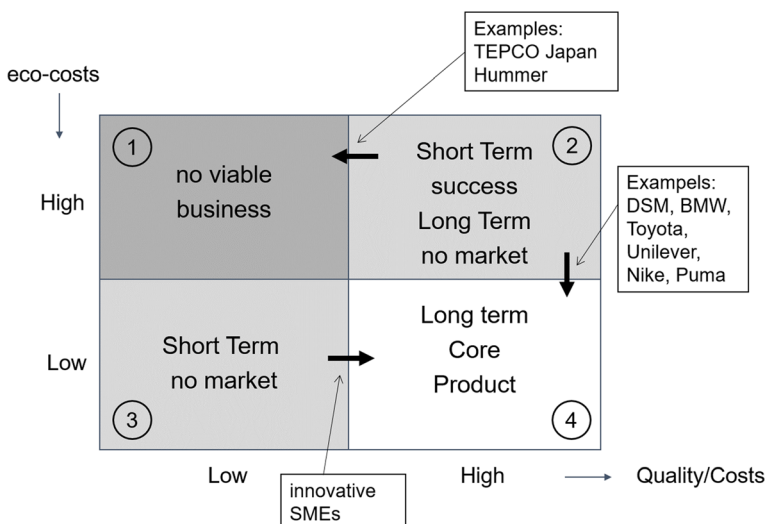 Examples:
TEPCO Japan
Hummer
eco-costs
1
2
no viable
business
Short Term
success
Long Term
no market
Exampels:
DSM, BMW,
Toyota,
Unilever,
Nike, Puma
High
Long term
Core
Product
Short Term
no market
Low
3
4
Low
High
Quality/Costs
innovative
SMEs